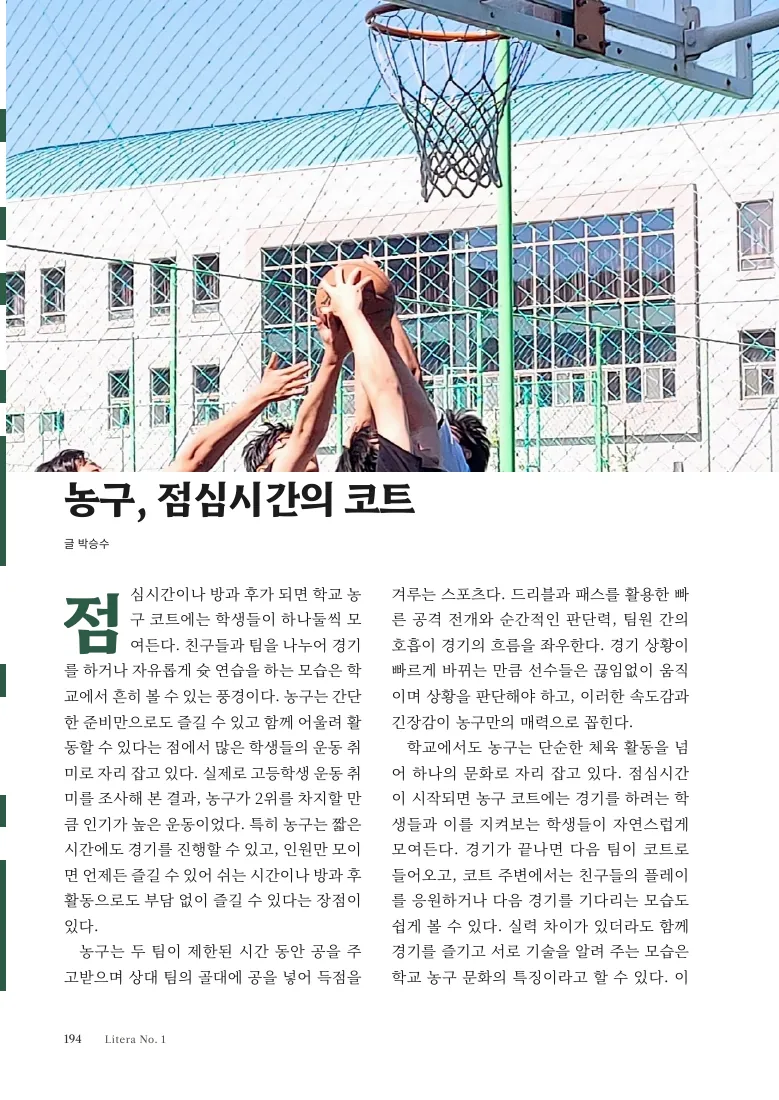 농구, 점심시간의 코트
글 박승수
점심시간이나 방과 후가 되면 학교 농
구 코트에는 학생들이 하나둘씩 모
여든다. 친구들과 팀을 나누어 경기
를 하거나 자유롭게 슛 연습을 하는 모습은 학
교에서 흔히 볼 수 있는 풍경이다. 농구는 간단
한 준비만으로도 즐길 수 있고 함께 어울려 활
동할 수 있다는 점에서 많은 학생들의 운동 취
미로 자리 잡고 있다. 실제로 고등학생 운동 취
미를 조사해 본 결과, 농구가 2위를 차지할 만
큼 인기가 높은 운동이었다. 특히 농구는 짧은
시간에도 경기를 진행할 수 있고, 인원만 모이
면 언제든 즐길 수 있어 쉬는 시간이나 방과 후
활동으로도 부담 없이 즐길 수 있다는 장점이
있다.
농구는 두 팀이 제한된 시간 동안 공을 주
고받으며 상대 팀의 골대에 공을 넣어 득점을
겨루는 스포츠다. 드리블과 패스를 활용한 빠
른 공격 전개와 순간적인 판단력, 팀원 간의
호흡이 경기의 흐름을 좌우한다. 경기 상황이
빠르게 바뀌는 만큼 선수들은 끊임없이 움직
이며 상황을 판단해야 하고, 이러한 속도감과
긴장감이 농구만의 매력으로 꼽힌다.
학교에서도 농구는 단순한 체육 활동을 넘
어 하나의 문화로 자리 잡고 있다. 점심시간
이 시작되면 농구 코트에는 경기를 하려는 학
생들과 이를 지켜보는 학생들이 자연스럽게
모여든다. 경기가 끝나면 다음 팀이 코트로
들어오고, 코트 주변에서는 친구들의 플레이
를 응원하거나 다음 경기를 기다리는 모습도
쉽게 볼 수 있다. 실력 차이가 있더라도 함께
경기를 즐기고 서로 기술을 알려 주는 모습은
학교 농구 문화의 특징이라고 할 수 있다. 이
194 Litera No. 1